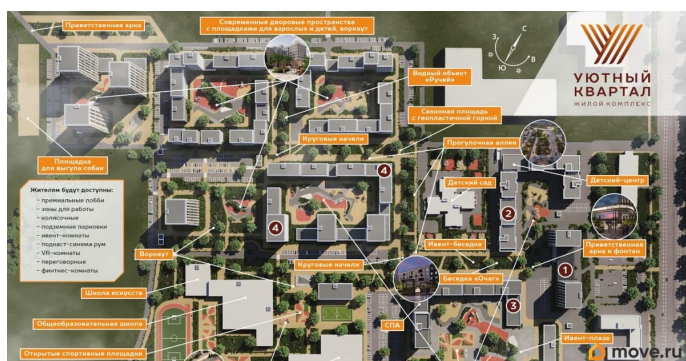 Приветственная арка
Современные дворовые пространства
с площадками для взрослых и детей, воркаут
С
З
В
Ю
УЮТНЫЙ
КВАРТАЛ
ЖИЛОЙ КОМПЛЕКС
Водный объект
«Ручей»
Сезонная площадь
с геопластичной горкой
Круговые качели
Прогулочная аллея
Площадка
для выгула собак
Детский сад
Детский-центр
Жителям будут доступны:
– премиальные лобби
– зоны для работы
– колясочные
– подземные парковки
– ивент-комнаты
– подкаст-синема рум
– VR-комнаты
– переговорные
– фитнес-комнаты
4
4
2
Ивент-беседка
Приветственная
арка и фонтан
Воркаут
Круговые качели
Беседка «Очаг»
1
Школа искусств
3
Общеобразовательная школа
СПА
Ивент-плаза
Открытые спортивные площадки
move.ru